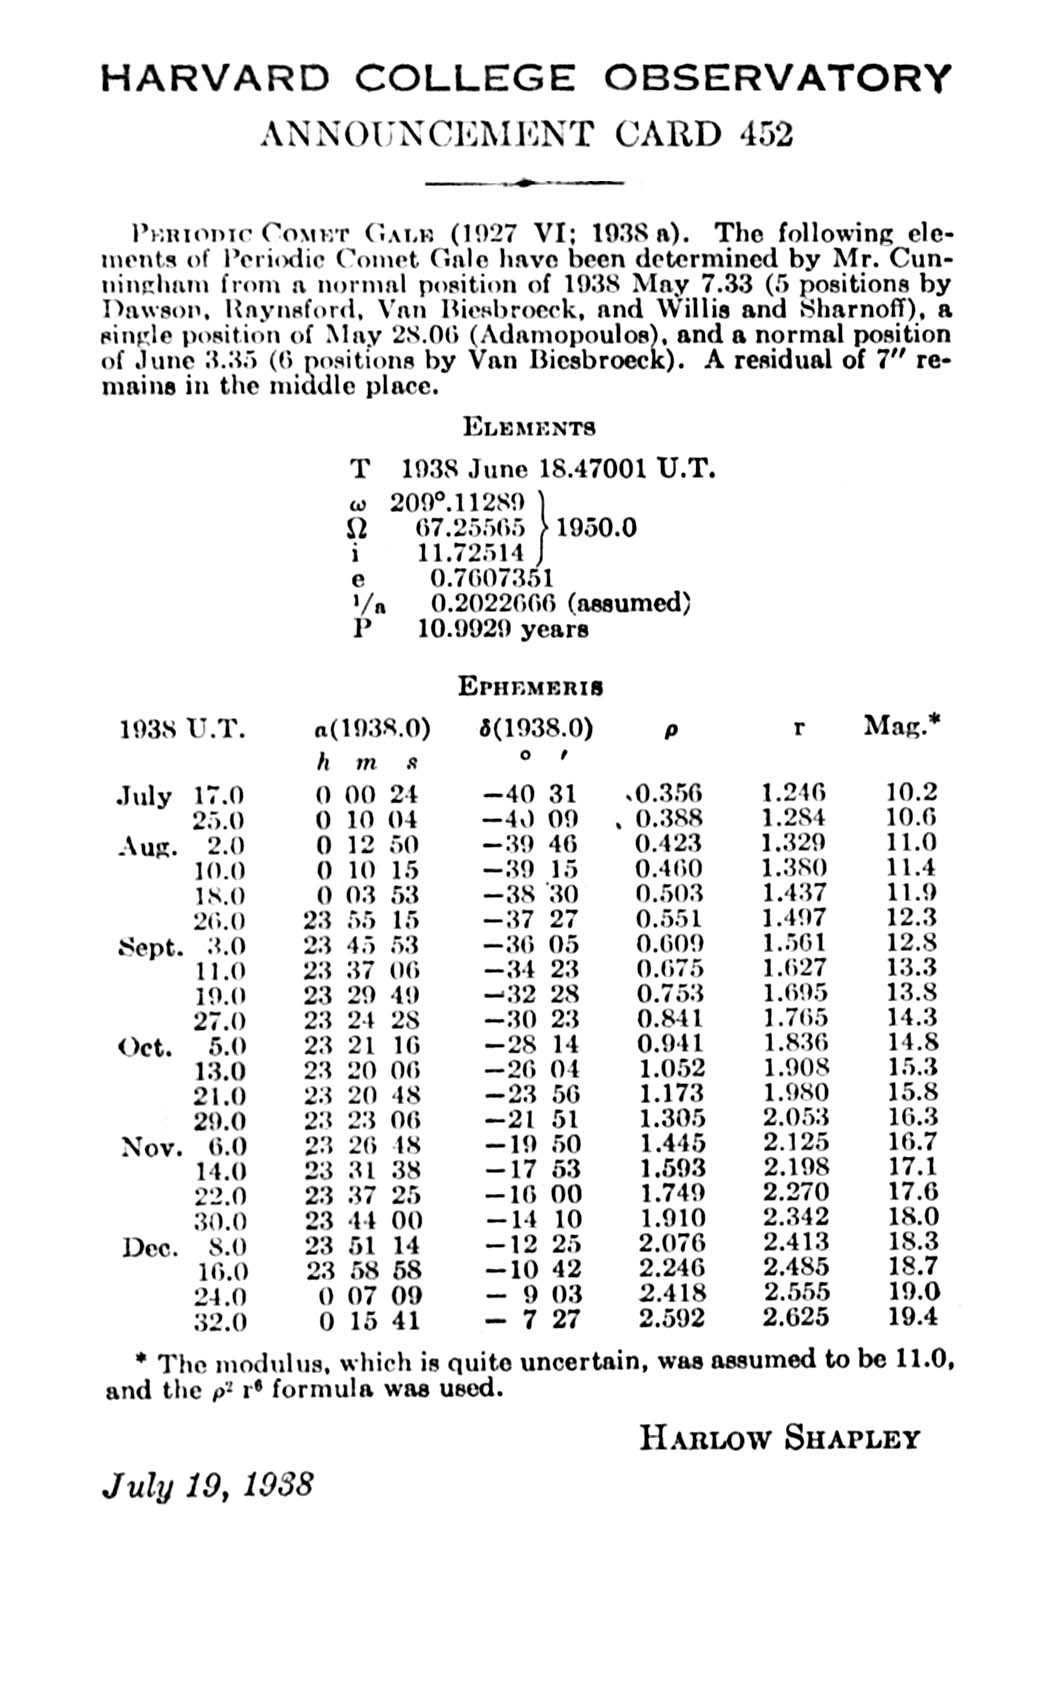 HARVARD COLLEGE OBSERVATORY
ANNOUNCEMENT CARD 452
PERIODIC COMET GALE (1927 VI; 1938 a). The following ele-
ments of Periodic Comet Gale have been determined by Mr. Cun-
ningham from a normal position of 1938 May 7.33 (5 positions by
Dawson, Raynsford, Van Biesbroeck, and Willis and Sharnoff), a
single position of May 28.06 (Adamopoulos), and a normal position
of June 3.35 (6 positions by Van Biesbroeck). A residual of 7″ re-
mains in the middle place.
ELEMENTS
T 1938 June 18.47001 U.T.
ω 209°.11289
Ω 67.25565 } 1950.0
i 11.72514
e 0.7607351
1/a 0.2022666 (assumed)
P 10.9929 years
EPHEMERIS
1938 U.T. α(1938.0) δ(1938.0) ρ r Mag.*
h m s ° ′
July 17.0 0 00 24 −40 31 0.356 1.246 10.2
25.0 0 10 04 −40 09 0.388 1.284 10.6
Aug. 2.0 0 12 50 −39 46 0.423 1.329 11.0
10.0 0 10 15 −39 15 0.460 1.380 11.4
18.0 0 03 53 −38 30 0.503 1.437 11.9
26.0 23 55 15 −37 27 0.551 1.497 12.3
Sept. 3.0 23 45 53 −36 05 0.609 1.561 12.8
11.0 23 37 06 −34 23 0.675 1.627 13.3
19.0 23 29 49 −32 28 0.753 1.695 13.8
27.0 23 24 28 −30 23 0.841 1.765 14.3
Oct. 5.0 23 21 16 −28 14 0.941 1.836 14.8
13.0 23 20 06 −26 04 1.052 1.908 15.3
21.0 23 20 48 −23 56 1.173 1.980 15.8
29.0 23 23 06 −21 51 1.305 2.053 16.3
Nov. 6.0 23 26 48 −19 50 1.445 2.125 16.7
14.0 23 31 38 −17 53 1.593 2.198 17.1
22.0 23 37 25 −16 00 1.749 2.270 17.6
30.0 23 44 00 −14 10 1.910 2.342 18.0
Dec. 8.0 23 51 14 −12 25 2.076 2.413 18.3
16.0 23 58 58 −10 42 2.246 2.485 18.7
24.0 0 07 09 − 9 03 2.418 2.555 19.0
32.0 0 15 41 − 7 27 2.592 2.625 19.4
* The modulus, which is quite uncertain, was assumed to be 11.0,
and the ρ² r⁶ formula was used.
HARLOW SHAPLEY
July 19, 1938